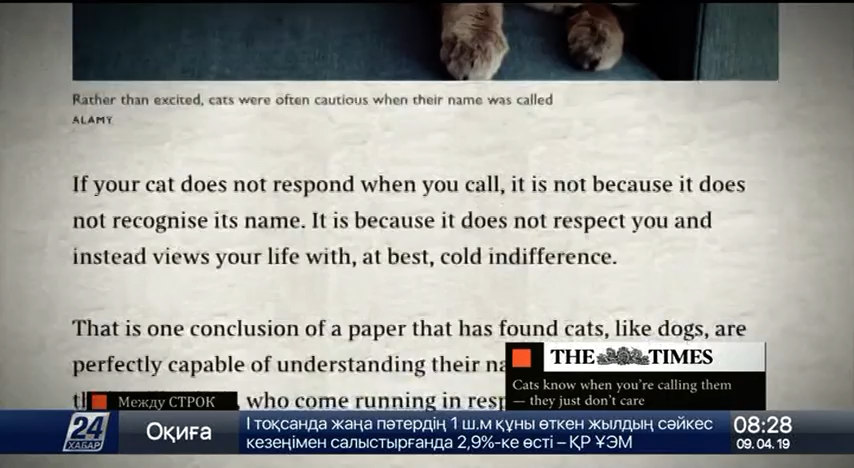 Rather than excited, cats were often cautious when their name was called
ALAMY
If your cat does not respond when you call, it is not because it does
not recognise its name. It is because it does not respect you and
instead views your life with, at best, cold indifference.
That is one conclusion of a paper that has found cats, like dogs, are
perfectly capable of understanding their
, who come running in
THE TIMES
Cats know when you're calling them
— they just don't care
Между СТРОК
24
ХАБАР
Оқиға
І тоқсанда жаңа пәтердің 1 ш.м құны өткен жылдың сәйкес
кезеңімен салыстырғанда 2,9%-ке өсті – ҚР ҰЭМ
08:28
09.04.19